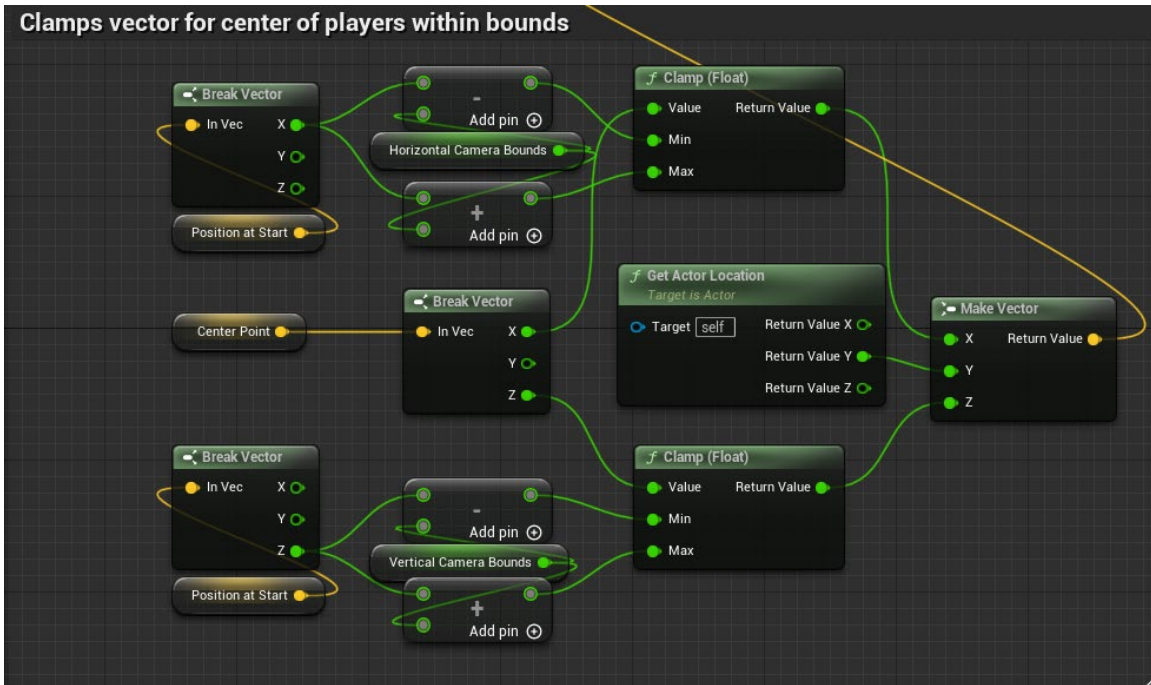 Clamps vector for center of players within bounds
Break Vector
In Vec X
Y
Z
Position at Start
-
Add pin
Horizontal Camera Bounds
+
Add pin
f Clamp (Float)
Value Return Value
Min
Max
Center Point
Break Vector
In Vec X
Y
Z
f Get Actor Location
Target is Actor
Target self Return Value X
Return Value Y
Return Value Z
Make Vector
X Return Value
Y
Z
Break Vector
In Vec X
Y
Z
Position at Start
-
Add pin
Vertical Camera Bounds
+
Add pin
f Clamp (Float)
Value Return Value
Min
Max